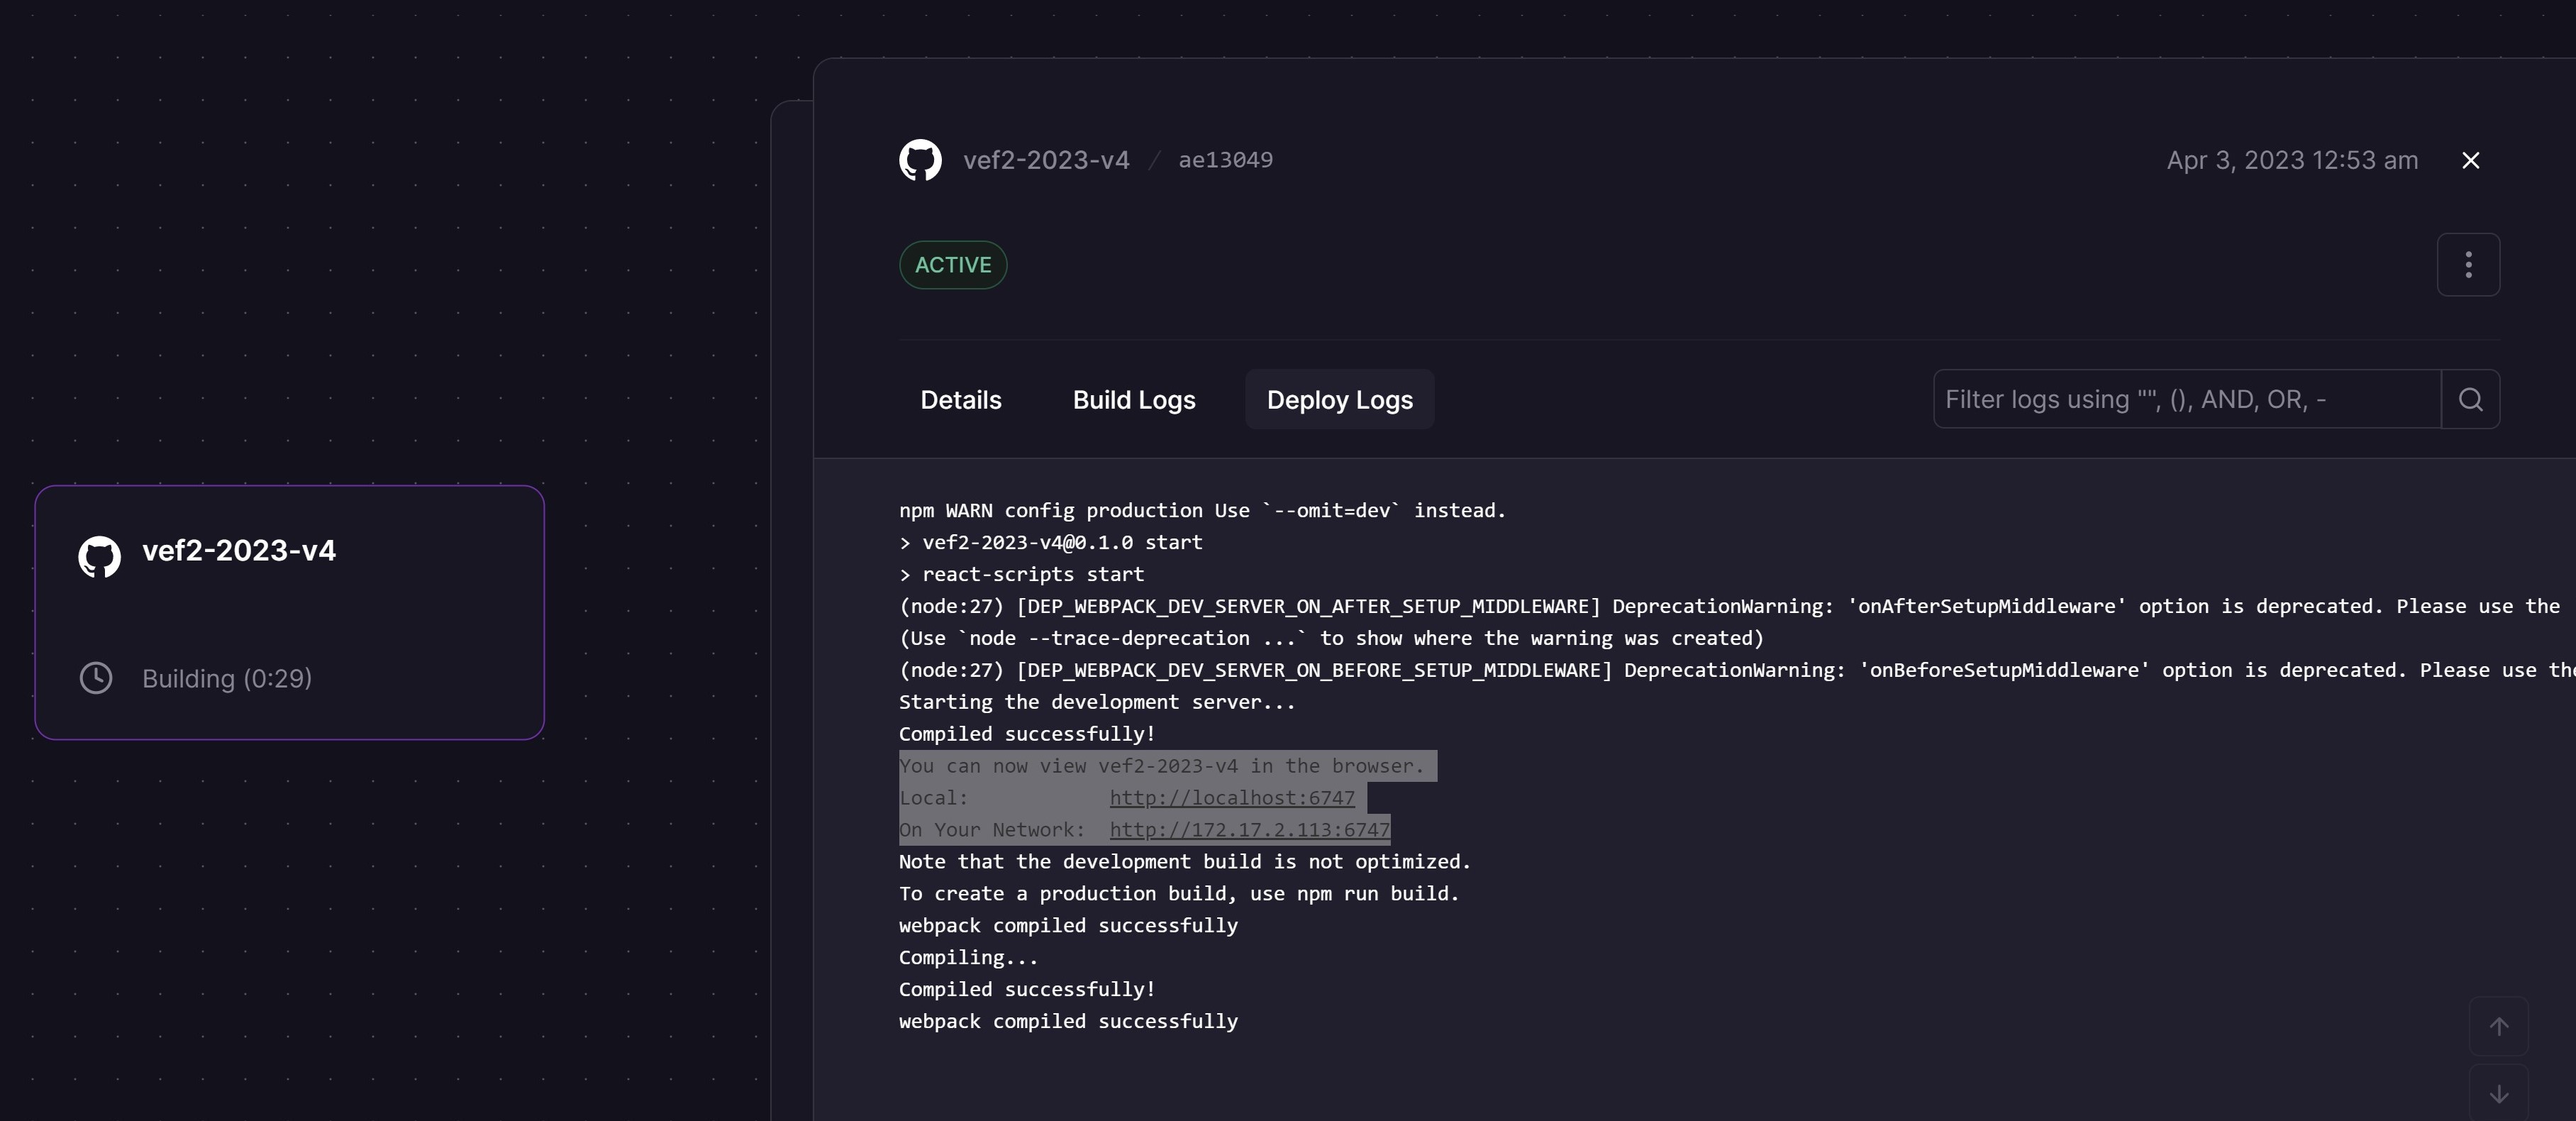 vef2-2023-v4 / ae13049
Apr 3, 2023 12:53 am
ACTIVE
Details
Build Logs
Deploy Logs
Filter logs using "", (), AND, OR, -
vef2-2023-v4
Building (0:29)
npm WARN config production Use `--omit=dev` instead.
> vef2-2023-v4@0.1.0 start
> react-scripts start
(node:27) [DEP_WEBPACK_DEV_SERVER_ON_AFTER_SETUP_MIDDLEWARE] DeprecationWarning: 'onAfterSetupMiddleware' option is deprecated. Please use the
(Use `node --trace-deprecation ...` to show where the warning was created)
(node:27) [DEP_WEBPACK_DEV_SERVER_ON_BEFORE_SETUP_MIDDLEWARE] DeprecationWarning: 'onBeforeSetupMiddleware' option is deprecated. Please use the
Starting the development server...
Compiled successfully!
You can now view vef2-2023-v4 in the browser.
Local: http://localhost:6747
On Your Network: http://172.17.2.113:6747
Note that the development build is not optimized.
To create a production build, use npm run build.
webpack compiled successfully
Compiling...
Compiled successfully!
webpack compiled successfully